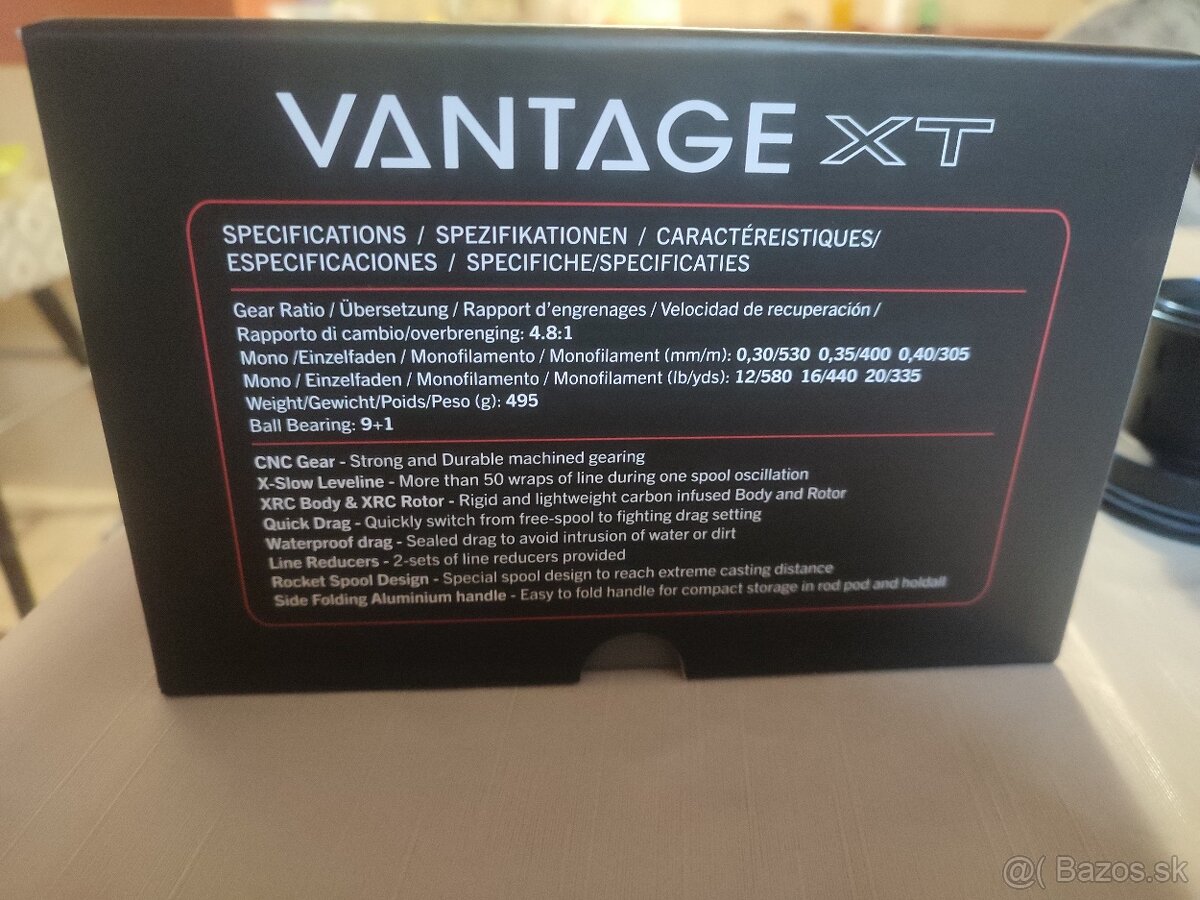 VANTAGE XT
SPECIFICATIONS / SPEZIFIKATIONEN / CARACTÉREISTIQUES/
ESPECIFICACIONES / SPECIFICHE/SPECIFICATIES
Gear Ratio / Übersetzung / Rapport d'engrenages / Velocidad de recuperación /
Rapporto di cambio/overbrenging: 4.8:1
Mono /Einzelfaden / Monofilamento / Monofilament (mm/m): 0,30/530 0,35/400 0,40/305
Mono / Einzelfaden / Monofilamento / Monofilament (lb/yds): 12/580 16/440 20/335
Weight/Gewicht/Poids/Peso (g): 495
Ball Bearing: 9+1
CNC Gear - Strong and Durable machined gearing
X-Slow Leveline - More than 50 wraps of line during one spool oscillation
XRC Body & XRC Rotor - Rigid and lightweight carbon infused Body and Rotor
Quick Drag - Quickly switch from free-spool to fighting drag setting
Waterproof drag - Sealed drag to avoid intrusion of water or dirt
Line Reducers - 2-sets of line reducers provided
Rocket Spool Design - Special spool design to reach extreme casting distance
Side Folding Aluminium handle - Easy to fold handle for compact storage in rod pod and holdall
@( Bazos.sk